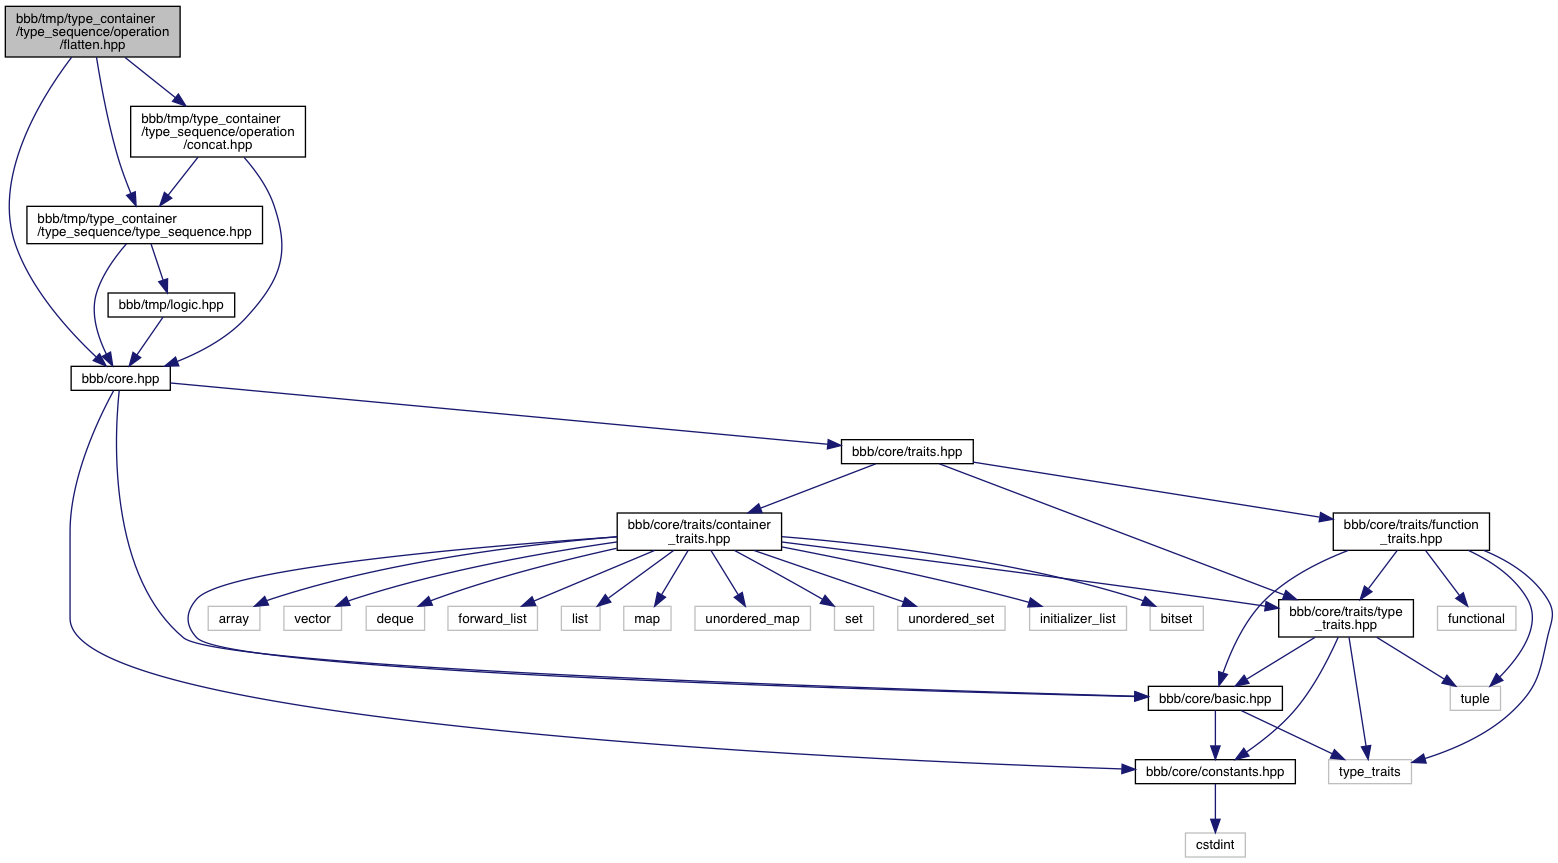 bbb/tmp/type_container
/type_sequence/operation
/flatten.hpp
bbb/tmp/type_container
/type_sequence/operation
/concat.hpp
bbb/tmp/type_container
/type_sequence/type_sequence.hpp
bbb/tmp/logic.hpp
bbb/core.hpp
bbb/core/traits.hpp
bbb/core/traits/container
_traits.hpp
bbb/core/traits/function
_traits.hpp
array
vector
deque
forward_list
list
map
unordered_map
set
unordered_set
initializer_list
bitset
bbb/core/traits/type
_traits.hpp
functional
bbb/core/basic.hpp
tuple
bbb/core/constants.hpp
type_traits
cstdint